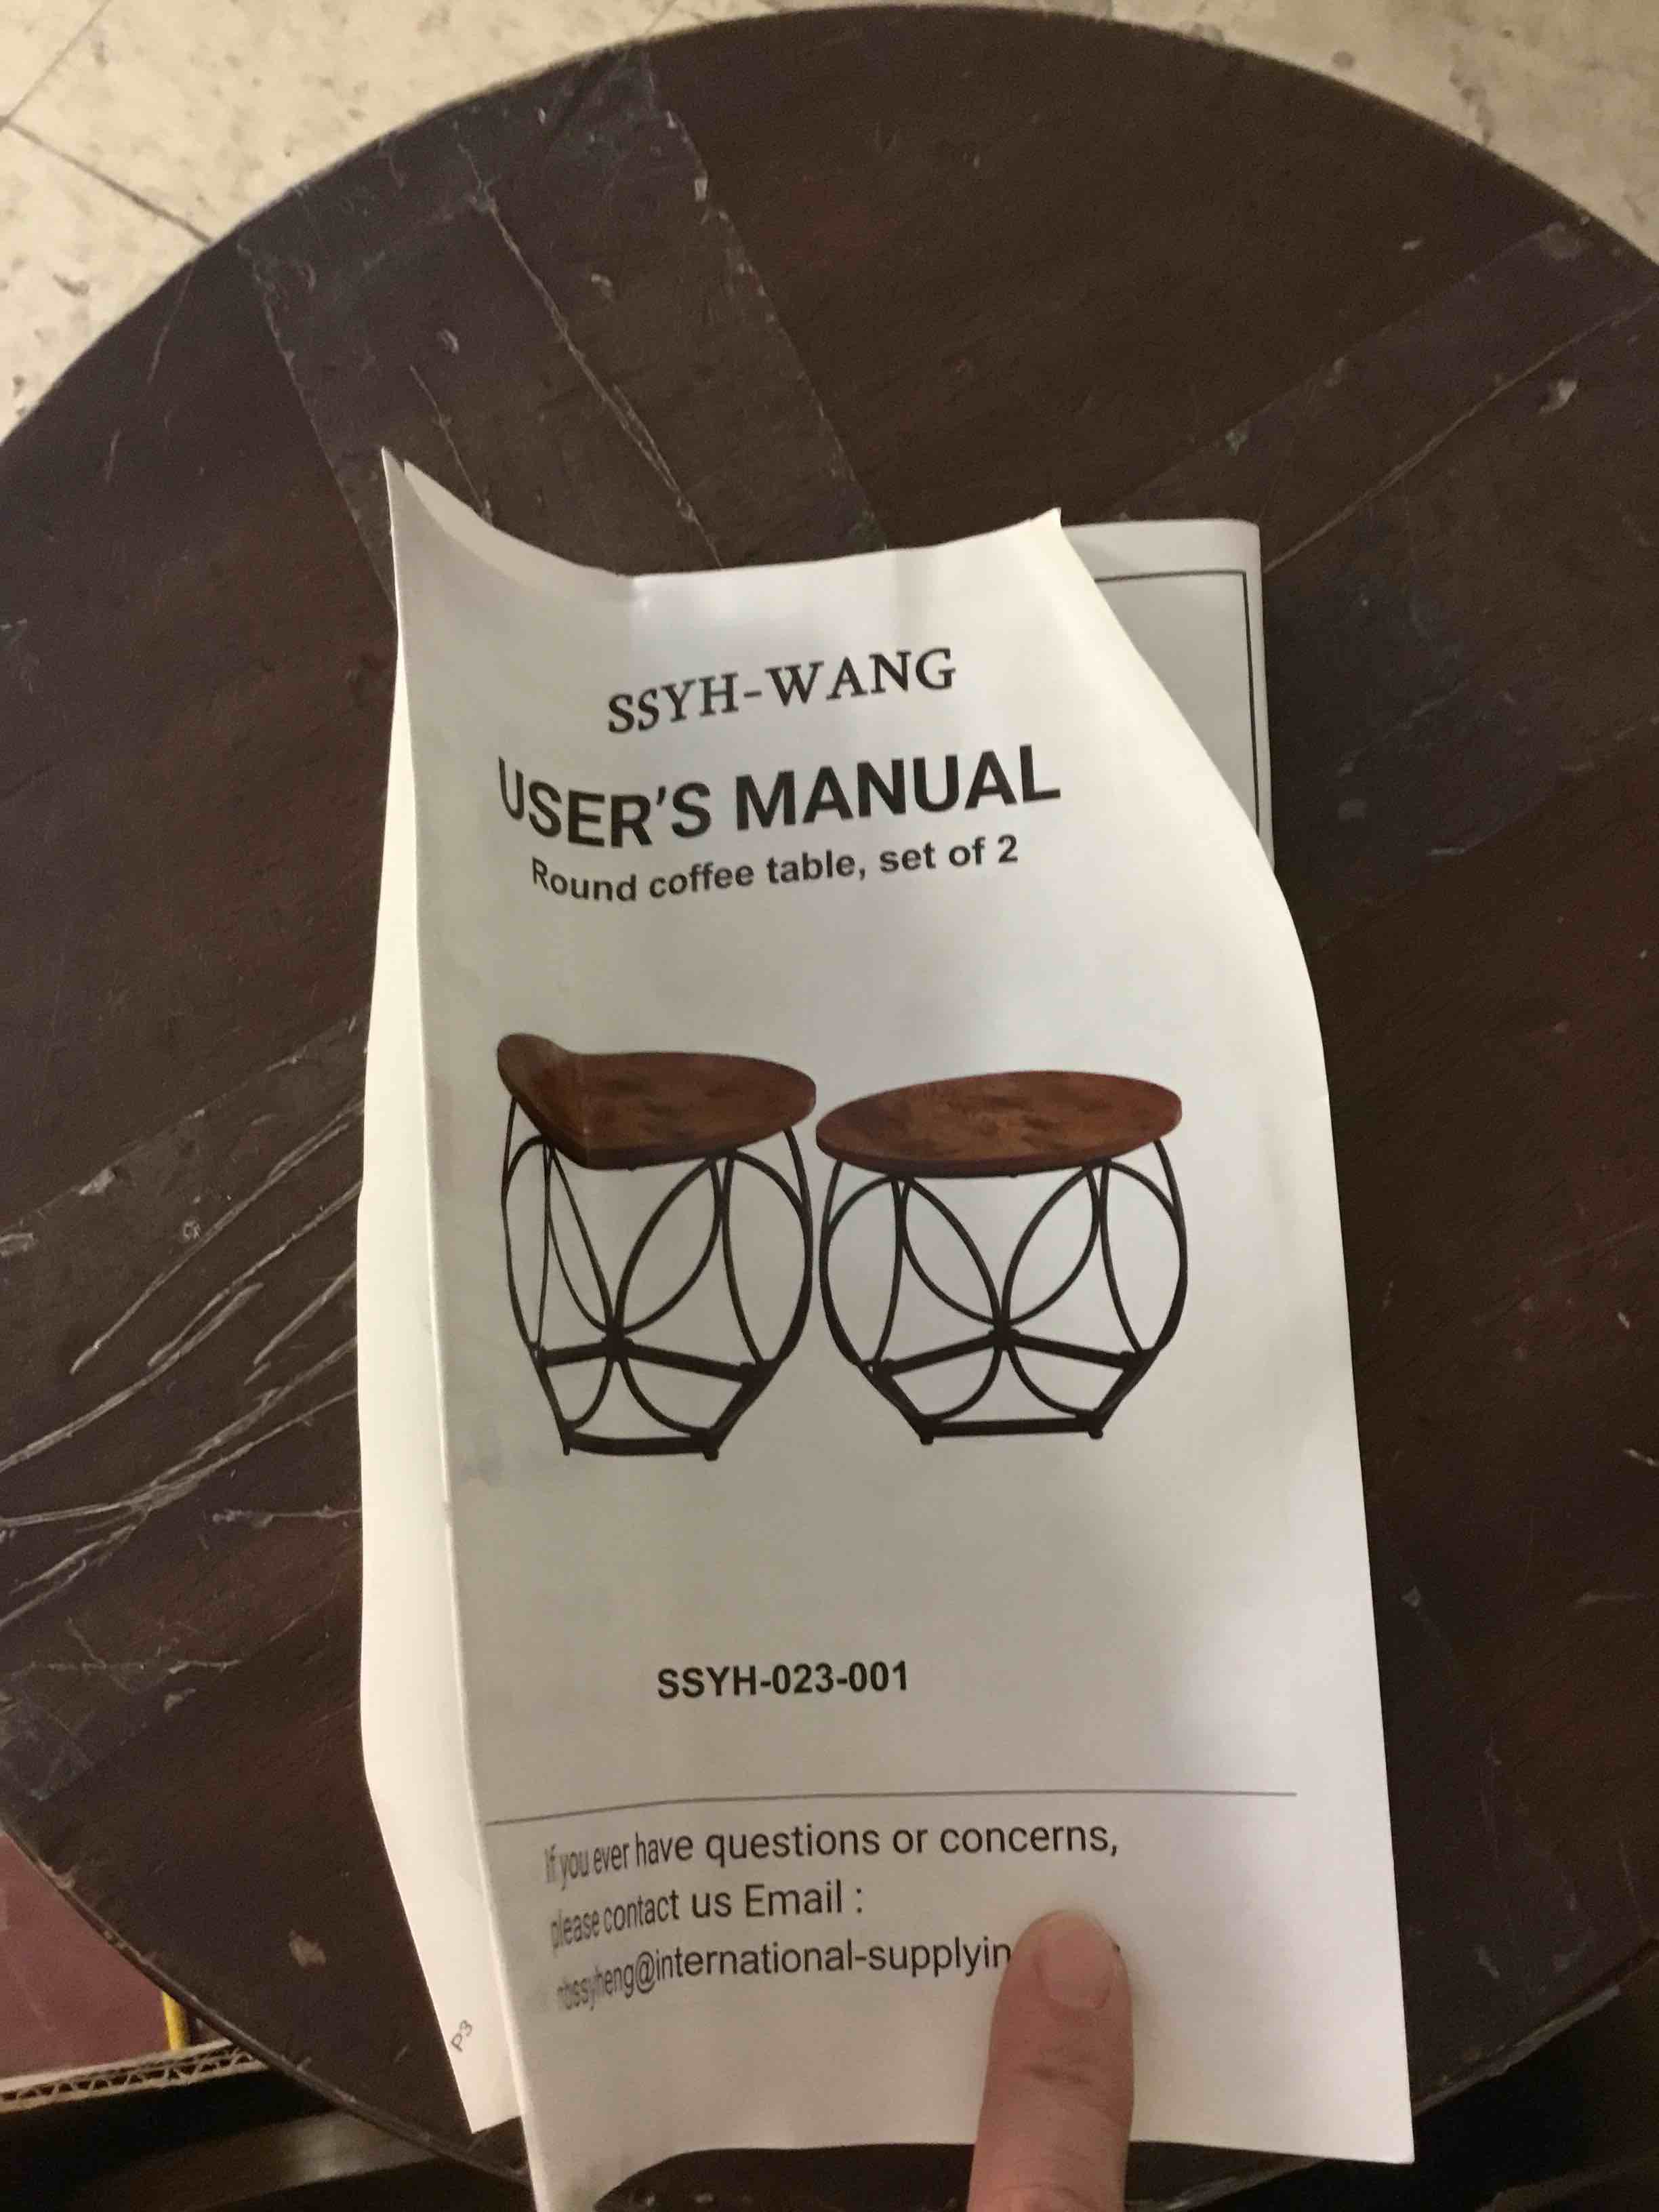 SSYH-WANG
USER'S MANUAL
Round coffee table, set of 2
SSYH-023-001
If you ever have questions or concerns,
please contact us Email :
P3